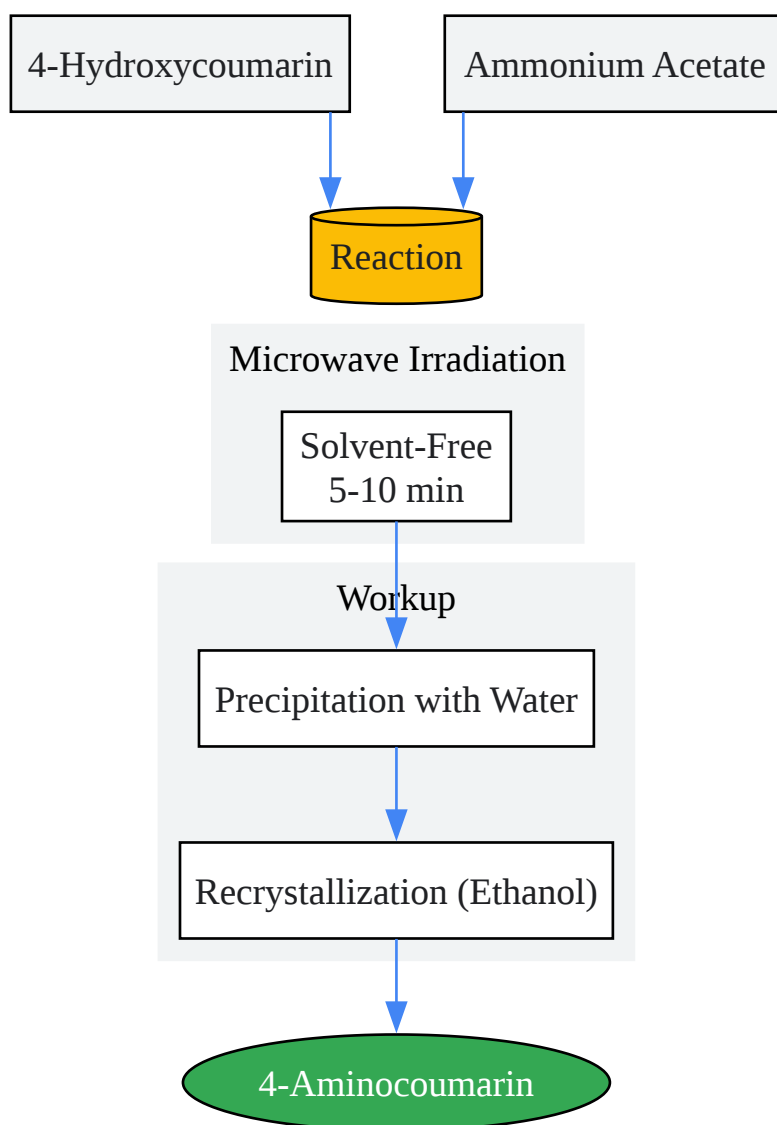 4-Hydroxycoumarin
Ammonium Acetate
Reaction
Microwave Irradiation
Solvent-Free
5-10 min
Workup
Precipitation with Water
Recrystallization (Ethanol)
4-Aminocoumarin